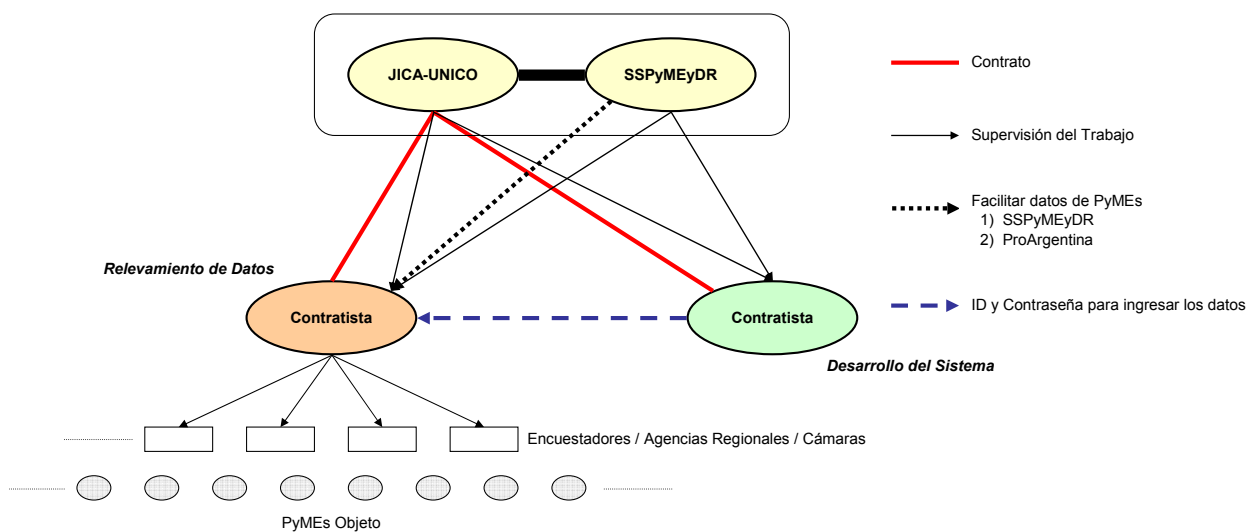 JICA-UNICO
SSPyMEyDR
Contrato
Supervisión del Trabajo
Facilitar datos de PyMEs
1) SSPyMEyDR
2) ProArgentina
Relevamiento de Datos
Contratista
Contratista
ID y Contraseña para ingresar los datos
Desarrollo del Sistema
Encuestadores / Agencias Regionales / Cámaras
PyMEs Objeto